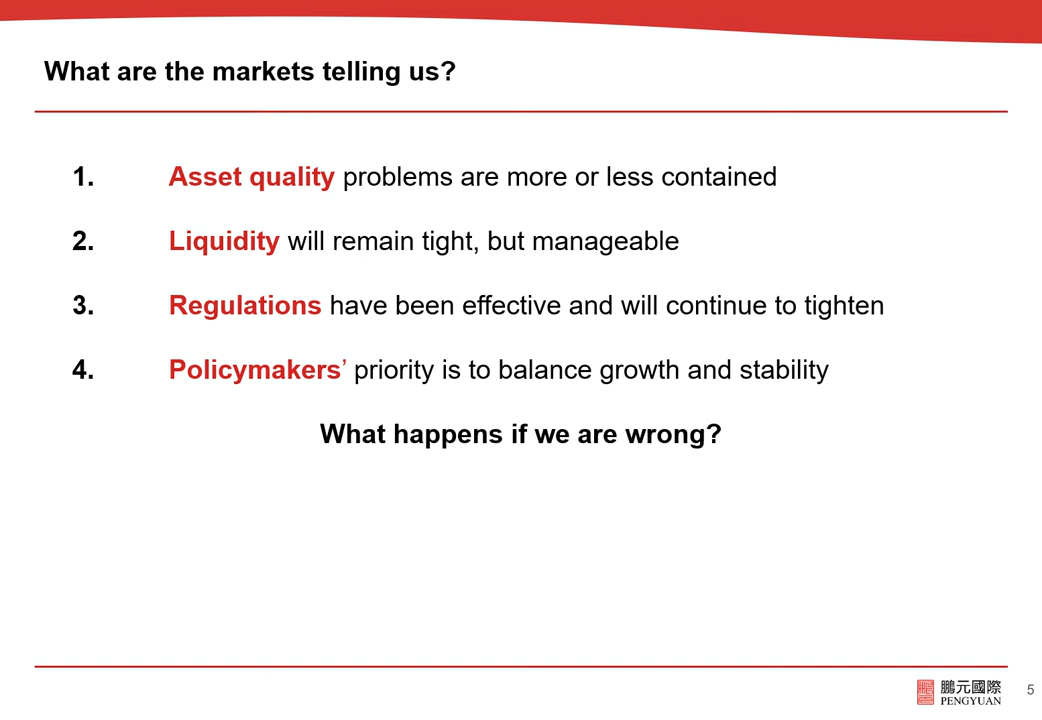 What are the markets telling us?
1. Asset quality problems are more or less contained
2. Liquidity will remain tight, but manageable
3. Regulations have been effective and will continue to tighten
4. Policymakers’ priority is to balance growth and stability
What happens if we are wrong?
鵬元國際
PENGYUAN
5